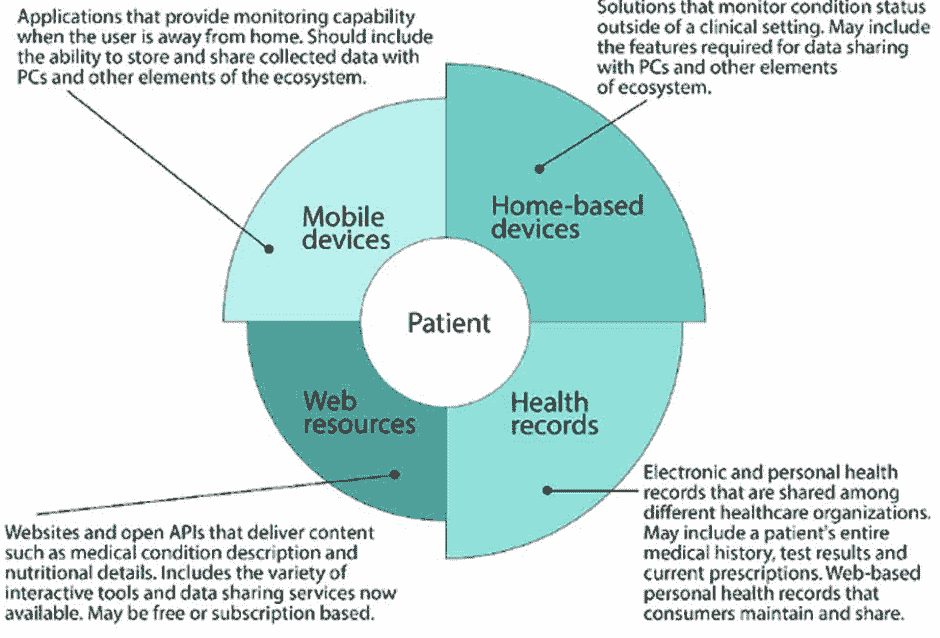 Applications that provide monitoring capability
when the user is away from home. Should include
the ability to store and share collected data with
PCs and other elements of the ecosystem.
Solutions that monitor condition status
outside of a clinical setting. May include
the features required for data sharing
with PCs and other elements
of ecosystem.
Mobile
devices
Home-based
devices
Patient
Web
resources
Health
records
Websites and open APIs that deliver content
such as medical condition description and
nutritional details. Includes the variety of
interactive tools and data sharing services now
available. May be free or subscription based.
Electronic and personal health
records that are shared among
different healthcare organizations.
May include a patient's entire
medical history, test results and
current prescriptions. Web-based
personal health records that
consumers maintain and share.